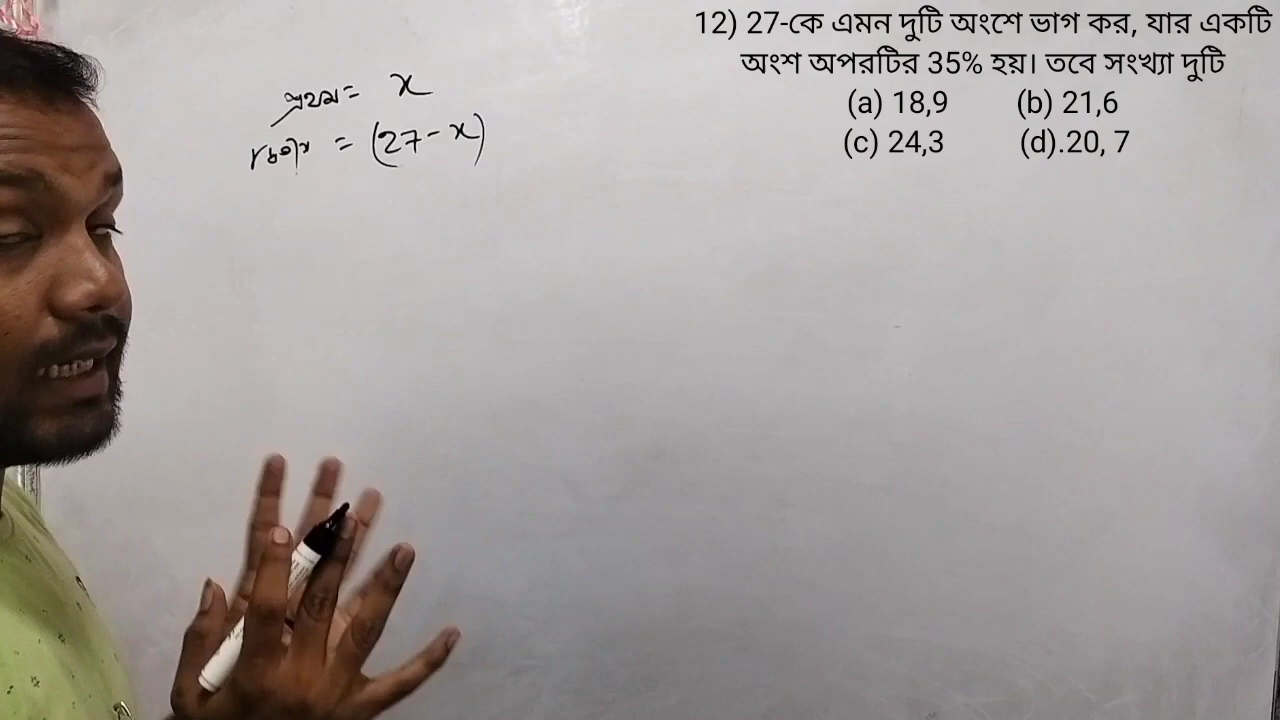 12) 27-কে এমন দুটি অংশে ভাগ কর, যার একটি
অংশ অপরটির 35% হয়। তবে সংখ্যা দুটি
(a) 18,9 (b) 21,6
(c) 24,3 (d).20, 7
প্রথম = x
= (27 - x)